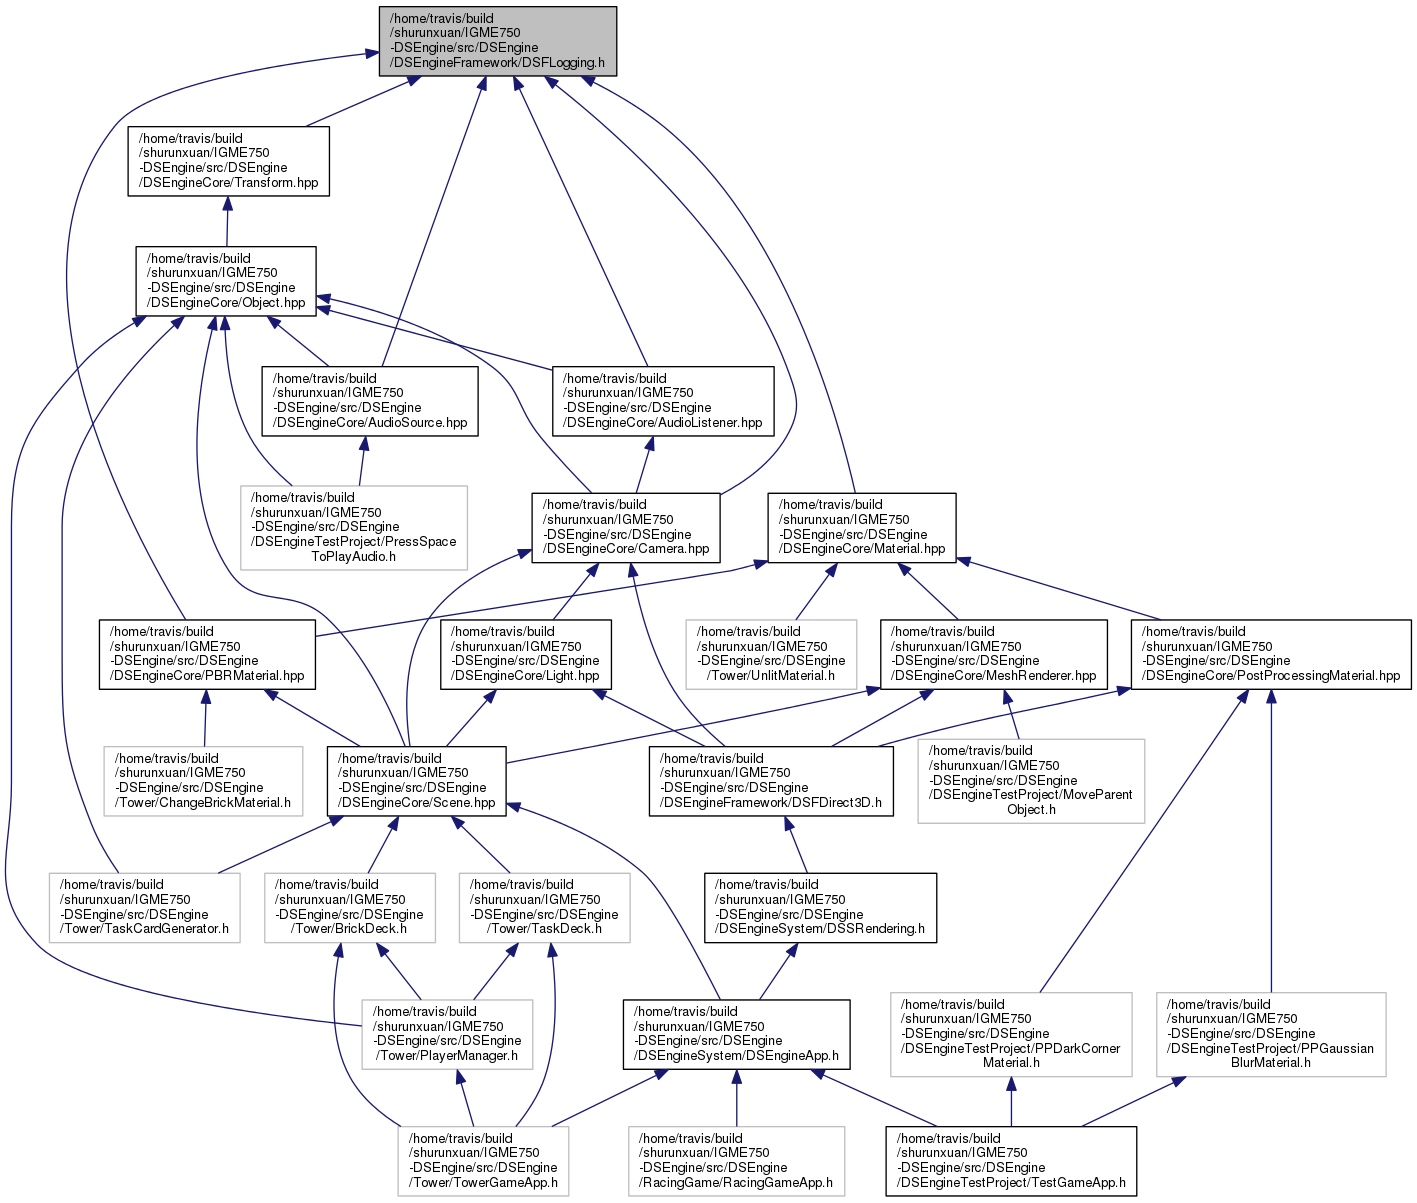 /home/travis/build
/shurunxuan/IGME750
-DSEngine/src/DSEngine
/DSEngineFramework/DSFLogging.h
/home/travis/build
/shurunxuan/IGME750
-DSEngine/src/DSEngine
/DSEngineCore/Transform.hpp
/home/travis/build
/shurunxuan/IGME750
-DSEngine/src/DSEngine
/DSEngineCore/Object.hpp
/home/travis/build
/shurunxuan/IGME750
-DSEngine/src/DSEngine
/DSEngineCore/AudioSource.hpp
/home/travis/build
/shurunxuan/IGME750
-DSEngine/src/DSEngine
/DSEngineCore/AudioListener.hpp
/home/travis/build
/shurunxuan/IGME750
-DSEngine/src/DSEngine
/DSEngineTestProject/PressSpace
ToPlayAudio.h
/home/travis/build
/shurunxuan/IGME750
-DSEngine/src/DSEngine
/DSEngineCore/Camera.hpp
/home/travis/build
/shurunxuan/IGME750
-DSEngine/src/DSEngine
/DSEngineCore/Material.hpp
/home/travis/build
/shurunxuan/IGME750
-DSEngine/src/DSEngine
/DSEngineCore/PBRMaterial.hpp
/home/travis/build
/shurunxuan/IGME750
-DSEngine/src/DSEngine
/DSEngineCore/Light.hpp
/home/travis/build
/shurunxuan/IGME750
-DSEngine/src/DSEngine
/Tower/UnlitMaterial.h
/home/travis/build
/shurunxuan/IGME750
-DSEngine/src/DSEngine
/DSEngineCore/MeshRenderer.hpp
/home/travis/build
/shurunxuan/IGME750
-DSEngine/src/DSEngine
/DSEngineCore/PostProcessingMaterial.hpp
/home/travis/build
/shurunxuan/IGME750
-DSEngine/src/DSEngine
/Tower/ChangeBrickMaterial.h
/home/travis/build
/shurunxuan/IGME750
-DSEngine/src/DSEngine
/DSEngineCore/Scene.hpp
/home/travis/build
/shurunxuan/IGME750
-DSEngine/src/DSEngine
/DSEngineFramework/DSFDirect3D.h
/home/travis/build
/shurunxuan/IGME750
-DSEngine/src/DSEngine
/DSEngineTestProject/MoveParent
Object.h
/home/travis/build
/shurunxuan/IGME750
-DSEngine/src/DSEngine
/Tower/TaskCardGenerator.h
/home/travis/build
/shurunxuan/IGME750
-DSEngine/src/DSEngine
/Tower/BrickDeck.h
/home/travis/build
/shurunxuan/IGME750
-DSEngine/src/DSEngine
/Tower/TaskDeck.h
/home/travis/build
/shurunxuan/IGME750
-DSEngine/src/DSEngine
/DSEngineSystem/DSSRendering.h
/home/travis/build
/shurunxuan/IGME750
-DSEngine/src/DSEngine
/Tower/PlayerManager.h
/home/travis/build
/shurunxuan/IGME750
-DSEngine/src/DSEngine
/DSEngineSystem/DSEngineApp.h
/home/travis/build
/shurunxuan/IGME750
-DSEngine/src/DSEngine
/DSEngineTestProject/PPDarkCorner
Material.h
/home/travis/build
/shurunxuan/IGME750
-DSEngine/src/DSEngine
/DSEngineTestProject/PPGaussian
BlurMaterial.h
/home/travis/build
/shurunxuan/IGME750
-DSEngine/src/DSEngine
/Tower/TowerGameApp.h
/home/travis/build
/shurunxuan/IGME750
-DSEngine/src/DSEngine
/RacingGame/RacingGameApp.h
/home/travis/build
/shurunxuan/IGME750
-DSEngine/src/DSEngine
/DSEngineTestProject/TestGameApp.h